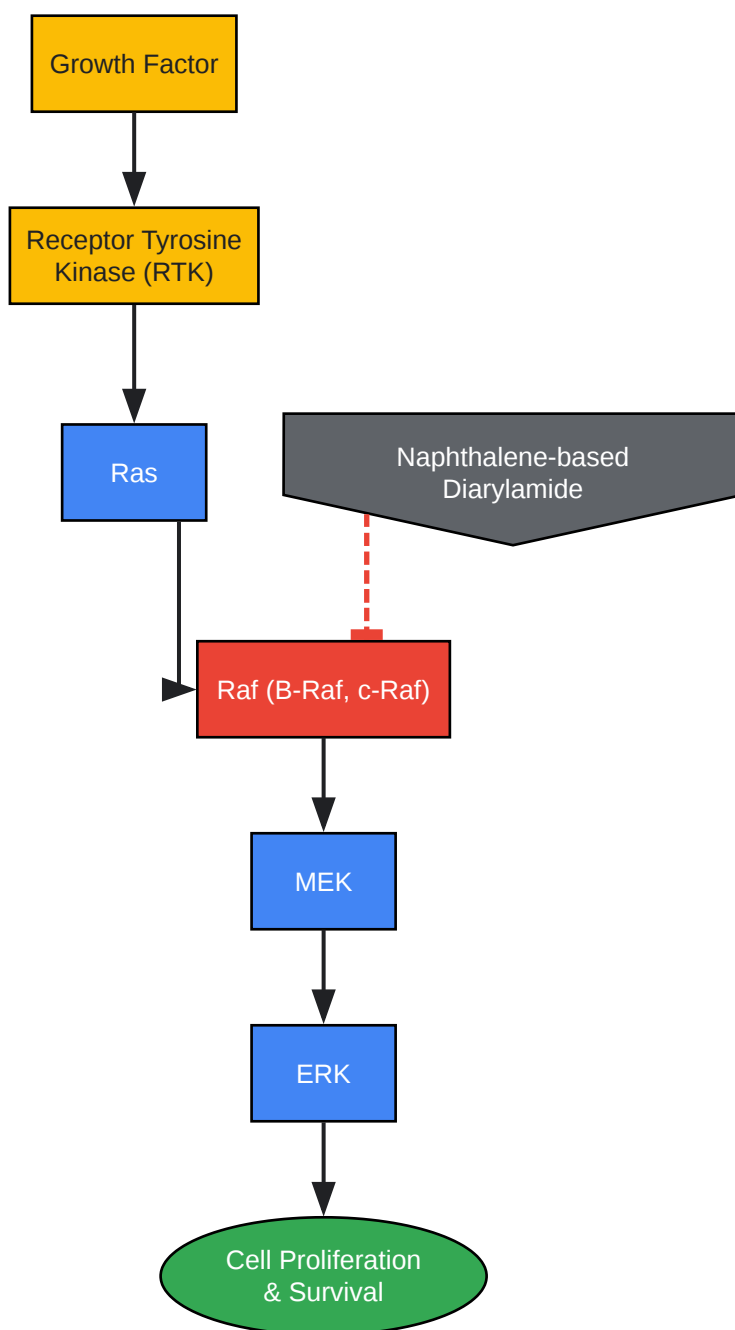 Growth Factor
Receptor Tyrosine
Kinase (RTK)
Ras
Naphthalene-based
Diarylamide
Raf (B-Raf, c-Raf)
MEK
ERK
Cell Proliferation
& Survival